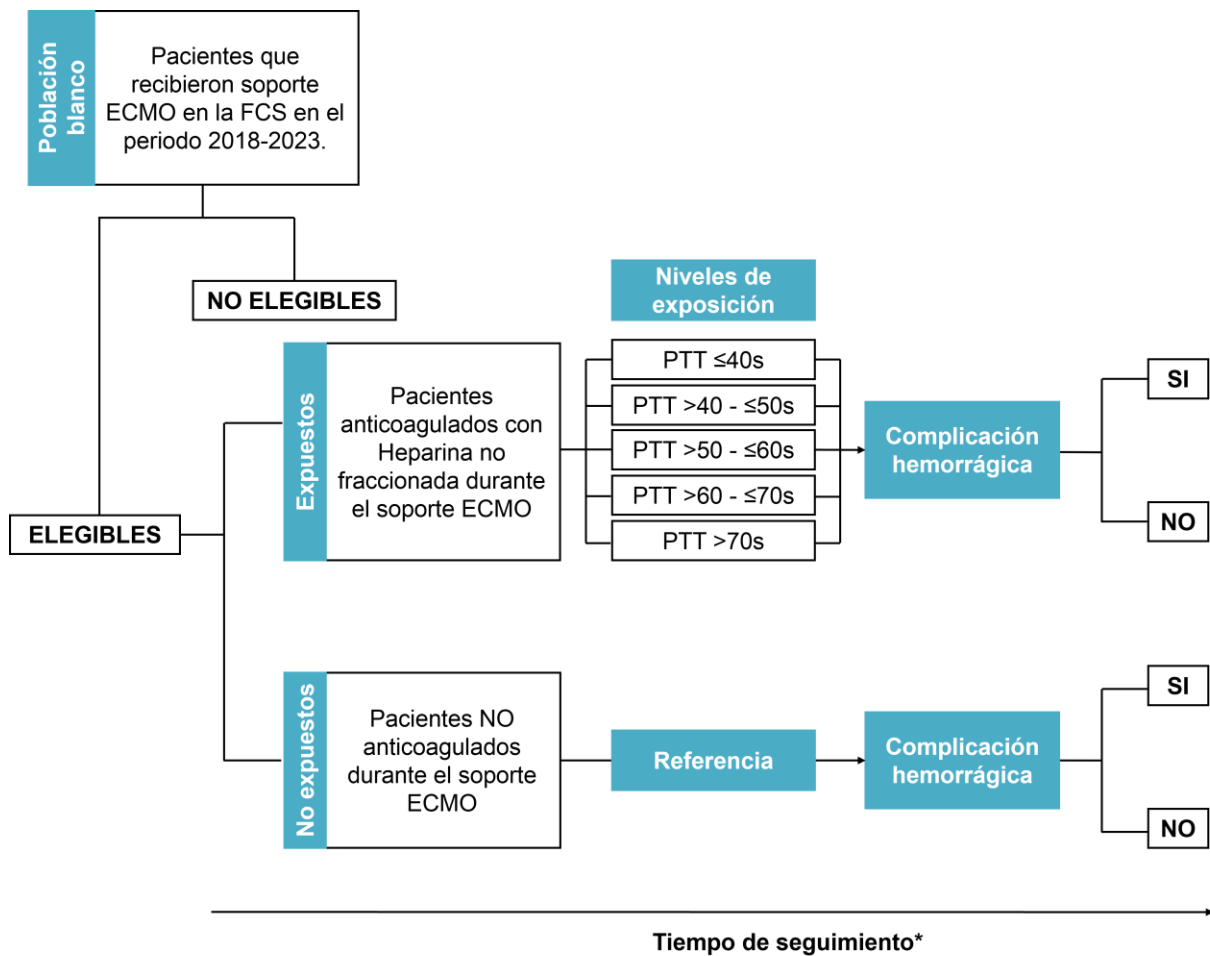 Población
blanco
Pacientes que
recibieron soporte
ECMO en la FCS en el
periodo 2018-2023.
NO ELEGIBLES
ELEGIBLES
Expuestos
Pacientes
anticoagulados con
Heparina no
fraccionada durante
el soporte ECMO
Niveles de
exposición
PTT ≤40s
PTT >40 - ≤50s
PTT >50 - ≤60s
PTT >60 - ≤70s
PTT >70s
Complicación
hemorrágica
SI
NO
No expuestos
Pacientes NO
anticoagulados
durante el soporte
ECMO
Referencia
Complicación
hemorrágica
SI
NO
Tiempo de seguimiento*